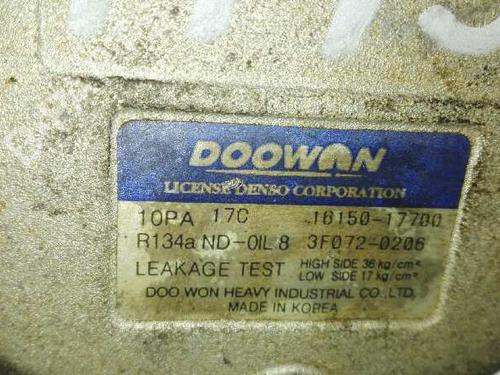 DOOWON
LICENSE DENSO CORPORATION
10PA 17C 16150-17700
R134a ND-OIL 8 3F072-0206
LEAKAGE TEST HIGH SIDE 36 kg/cm²
LOW SIDE 17 kg/cm²
DOO WON HEAVY INDUSTRIAL CO., LTD.
MADE IN KOREA